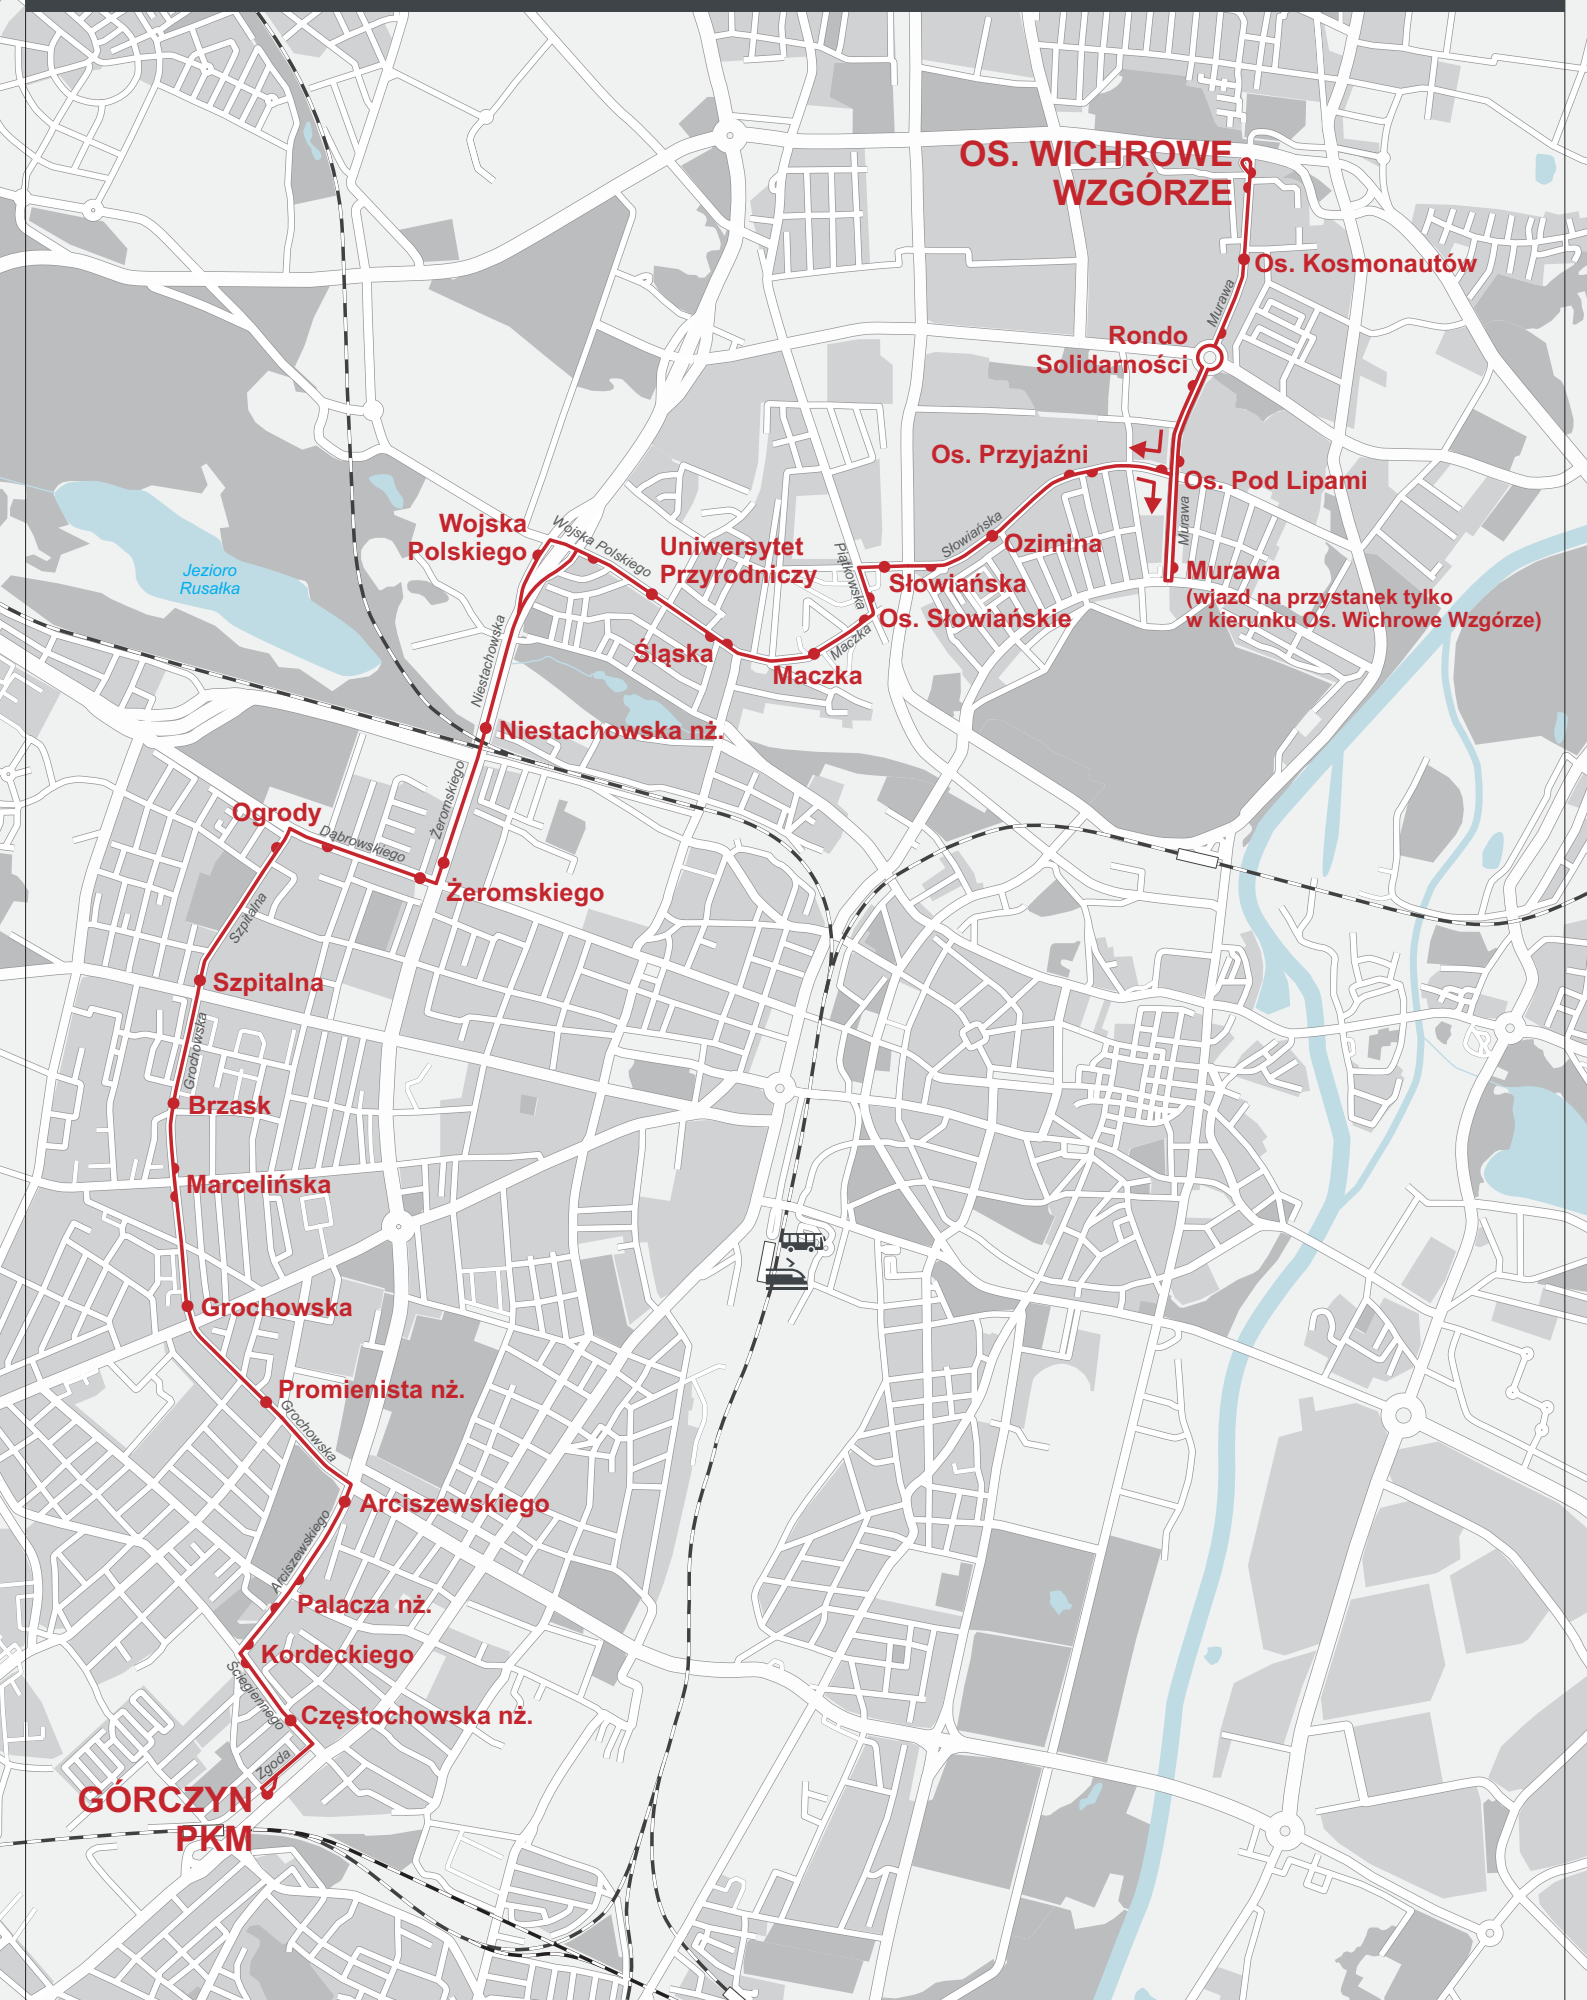 OS. WICHROWE
WZGÓRZE
Os. Kosmonautów
Murawa
Rondo
Solidarności
Os. Przyjaźni
Os. Pod Lipami
Murawa
Słowiańska
Ozimina
Murawa
(wjazd na przystanek tylko
w kierunku Os. Wichrowe Wzgórze)
Wojska
Polskiego
Wojska Polskiego
Uniwersytet
Przyrodniczy
Piątkowska
Słowiańska
Os. Słowiańskie
Maczka
Maczka
Śląska
Jezioro
Rusałka
Niestachowska
Niestachowska nż.
Żeromskiego
Ogrody
Dąbrowskiego
Żeromskiego
Szpitalna
Szpitalna
Grochowska
Brzask
Marcelińska
Grochowska
Promienista nż.
Grochowska
Arciszewskiego
Arciszewskiego
Palacza nż.
Kordeckiego
Ściegiennego
Częstochowska nż.
Zgoda
GÓRCZYN
PKM